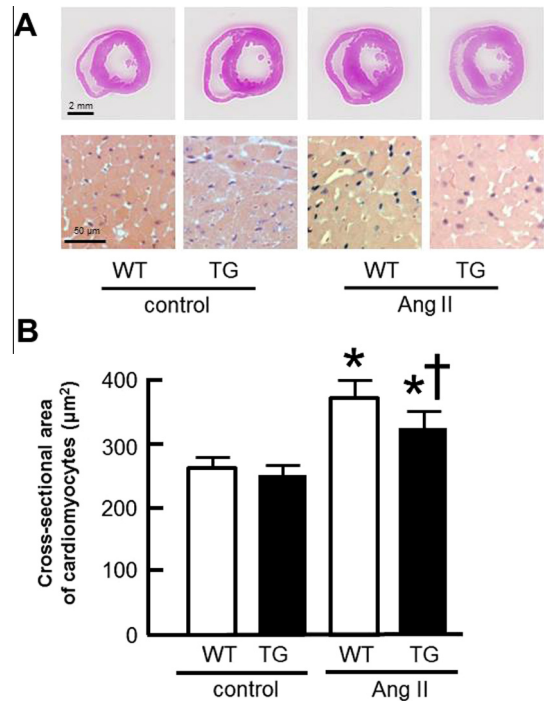 A
2 mm
50 µm
WT TG WT TG
control Ang II
B
Cross-sectional area
of cardiomyocytes (µm²)
400
300
200
100
0
* *†
WT TG WT TG
control Ang II